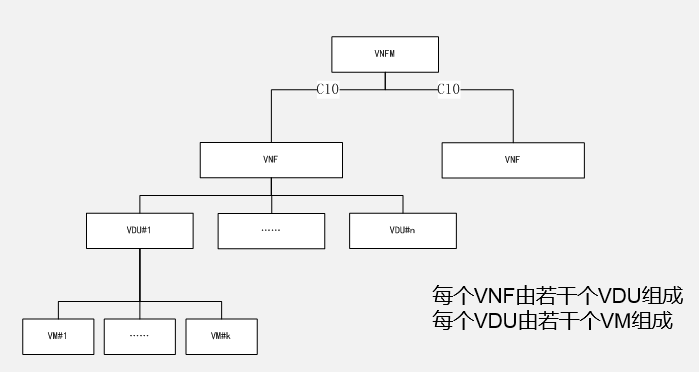 VNFM
C10 C10
VNF VNF
VDU#1 …… VDU#n
每个VNF由若干个VDU组成
每个VDU由若干个VM组成
VM#1 …… VM#k